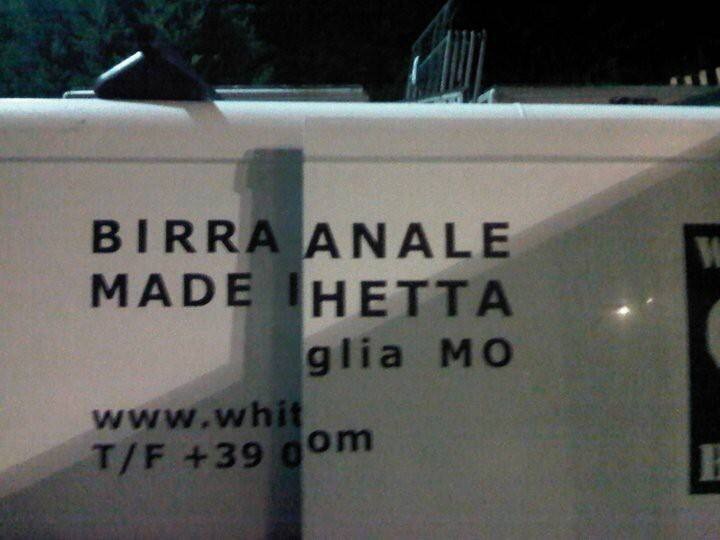 BIRRA ANALE
MADE IHETTA
glia MO
www.whit
T/F +39 0om
W